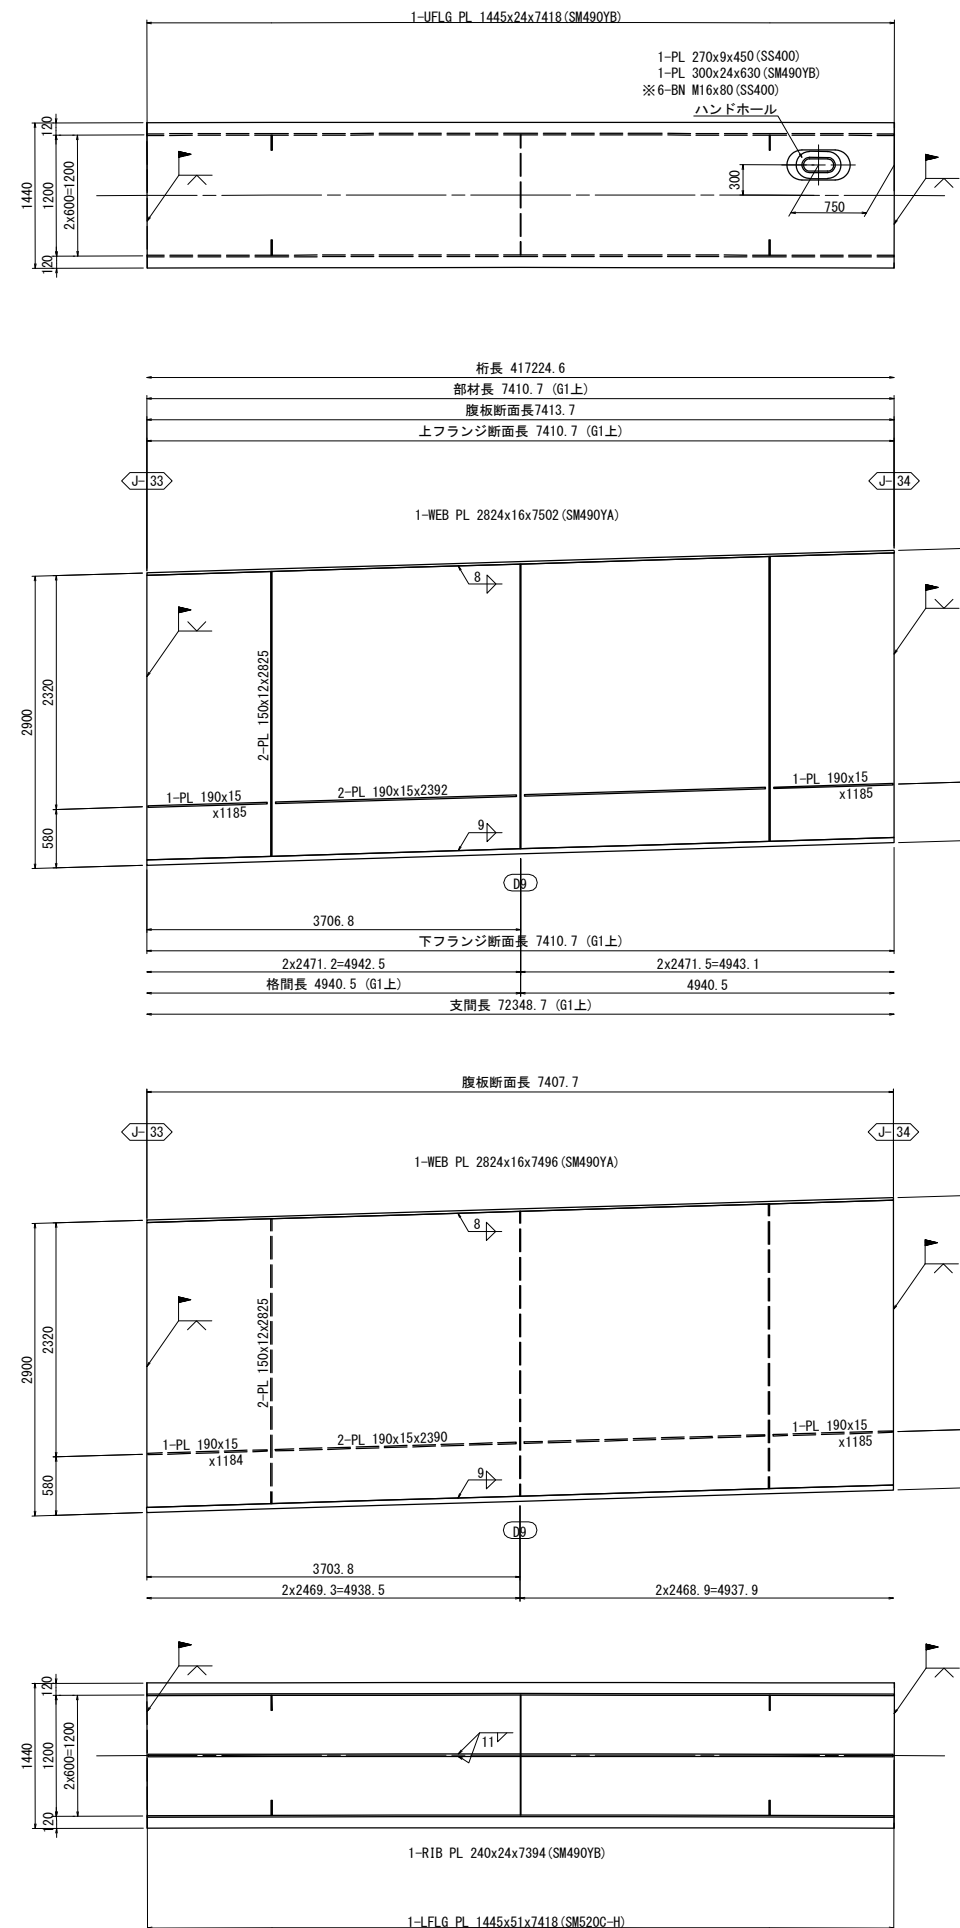 1-UFLG PL 1445x24x7418(SM490YB)
1-PL 270x9x450(SS400)
1-PL 300x24x630(SM490YB)
※6-BN M16x80(SS400)
ハンドホール
120
1440
1200
2x600=1200
120
300
750
桁長 417224.6
部材長 7410.7 (G1上)
腹板断面長7413.7
上フランジ断面長 7410.7 (G1上)
J-33
J-34
1-WEB PL 2824x16x7502(SM490YA)
8
2900
2320
580
2-PL 150x12x2825
1-PL 190x15
x1185
2-PL 190x15x2392
1-PL 190x15
x1185
9
D9
3706.8
下フランジ断面長 7410.7 (G1上)
2x2471.2=4942.5
2x2471.5=4943.1
格間長 4940.5 (G1上)
4940.5
支間長 72348.7 (G1上)
腹板断面長 7407.7
J-33
J-34
1-WEB PL 2824x16x7496(SM490YA)
8
2900
2320
580
2-PL 150x12x2825
1-PL 190x15
x1184
2-PL 190x15x2390
1-PL 190x15
x1185
9
D9
3703.8
2x2469.3=4938.5
2x2468.9=4937.9
120
1440
1200
2x600=1200
120
11
1-RIB PL 240x24x7394(SM490YB)
1-LFLG PL 1445x51x7418(SM520C-H)